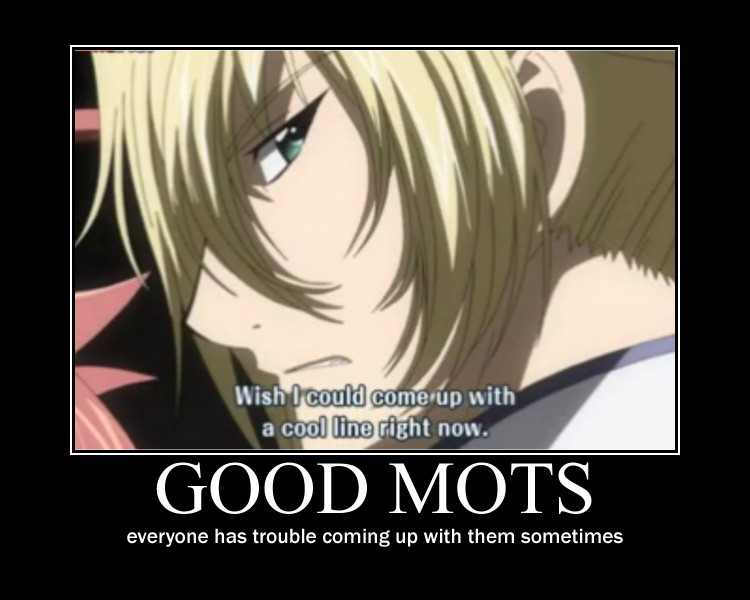 Wish I could come up with
a cool line right now.
GOOD MOTS
everyone has trouble coming up with them sometimes